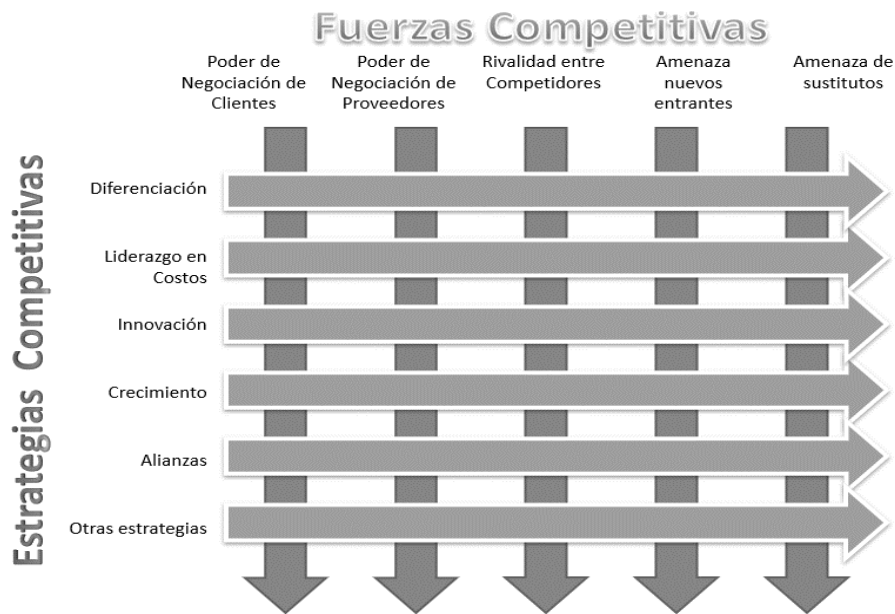 Fuerzas Competitivas
Poder de
Negociación de
Clientes
Poder de
Negociación de
Proveedores
Rivalidad entre
Competidores
Amenaza
nuevos
entrantes
Amenaza de
sustitutos
Estrategias Competitivas
Diferenciación
Liderazgo en
Costos
Innovación
Crecimiento
Alianzas
Otras estrategias